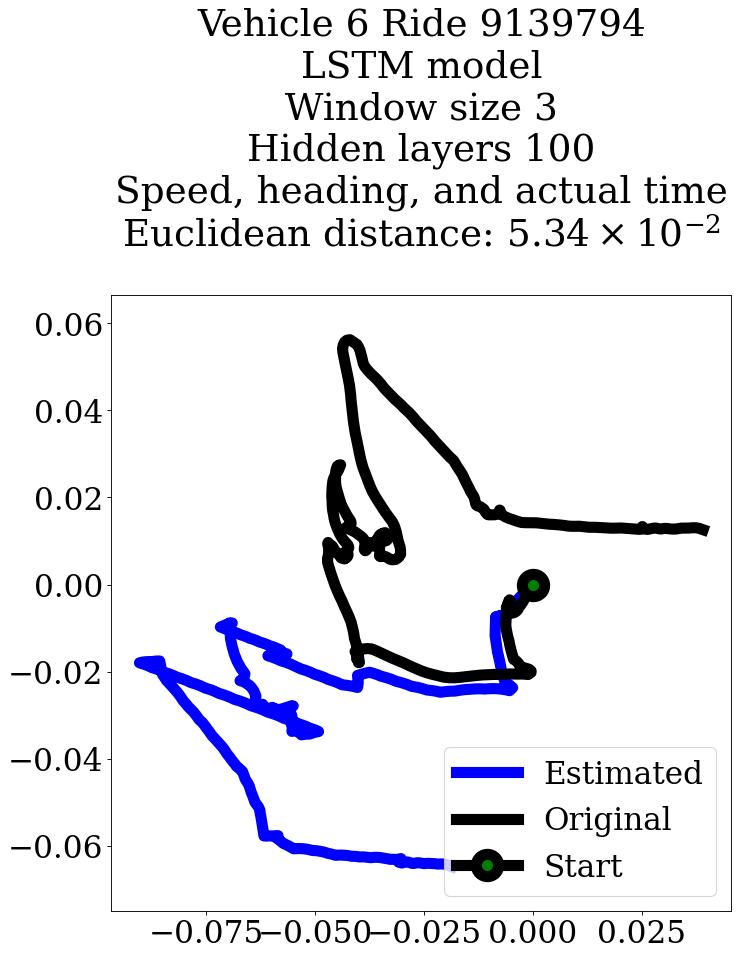 Vehicle 6 Ride 9139794
LSTM model
Window size 3
Hidden layers 100
Speed, heading, and actual time
Euclidean distance: 5.34 × 10⁻²
0.06
0.04
0.02
0.00
−0.02
−0.04
−0.06
Estimated
Original
Start
−0.075 −0.050 −0.025 0.000 0.025